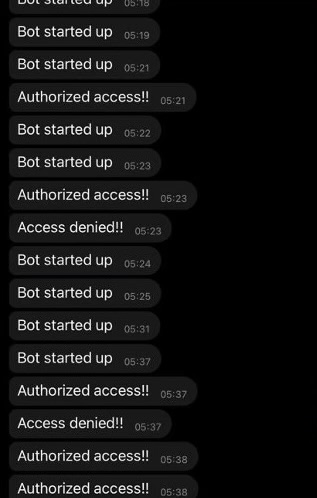 Bot started up 05:18
Bot started up 05:19
Bot started up 05:21
Authorized access!! 05:21
Bot started up 05:22
Bot started up 05:23
Authorized access!! 05:23
Access denied!! 05:23
Bot started up 05:24
Bot started up 05:25
Bot started up 05:31
Bot started up 05:37
Authorized access!! 05:37
Access denied!! 05:37
Authorized access!! 05:38
Authorized access!! 05:38